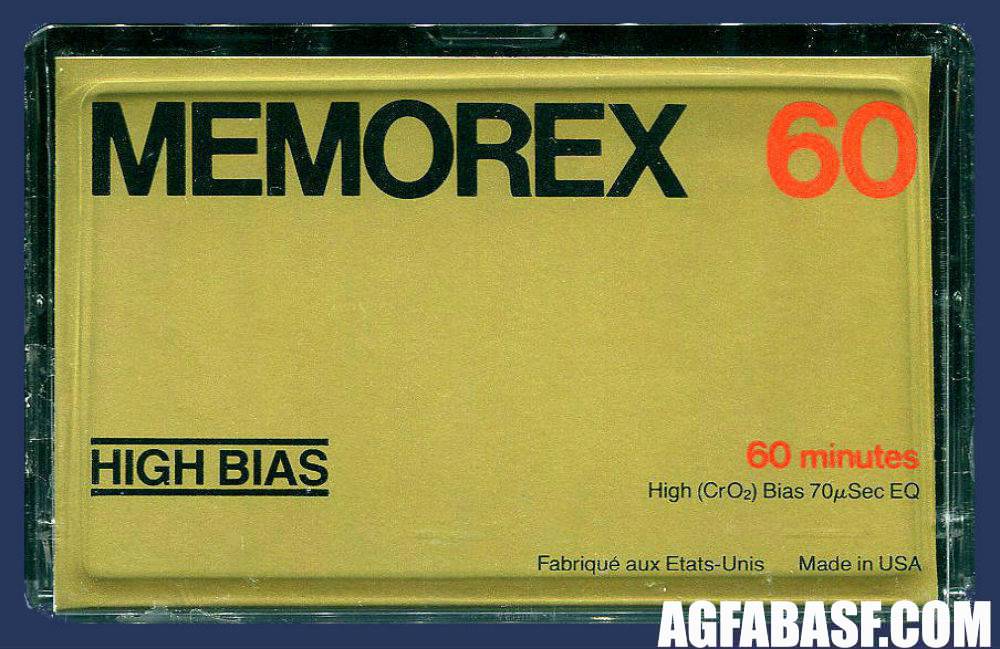 MEMOREX 60
HIGH BIAS
60 minutes
High (CrO₂) Bias 70μSec EQ
Fabriqué aux Etats-Unis Made in USA
AGFABASF.COM